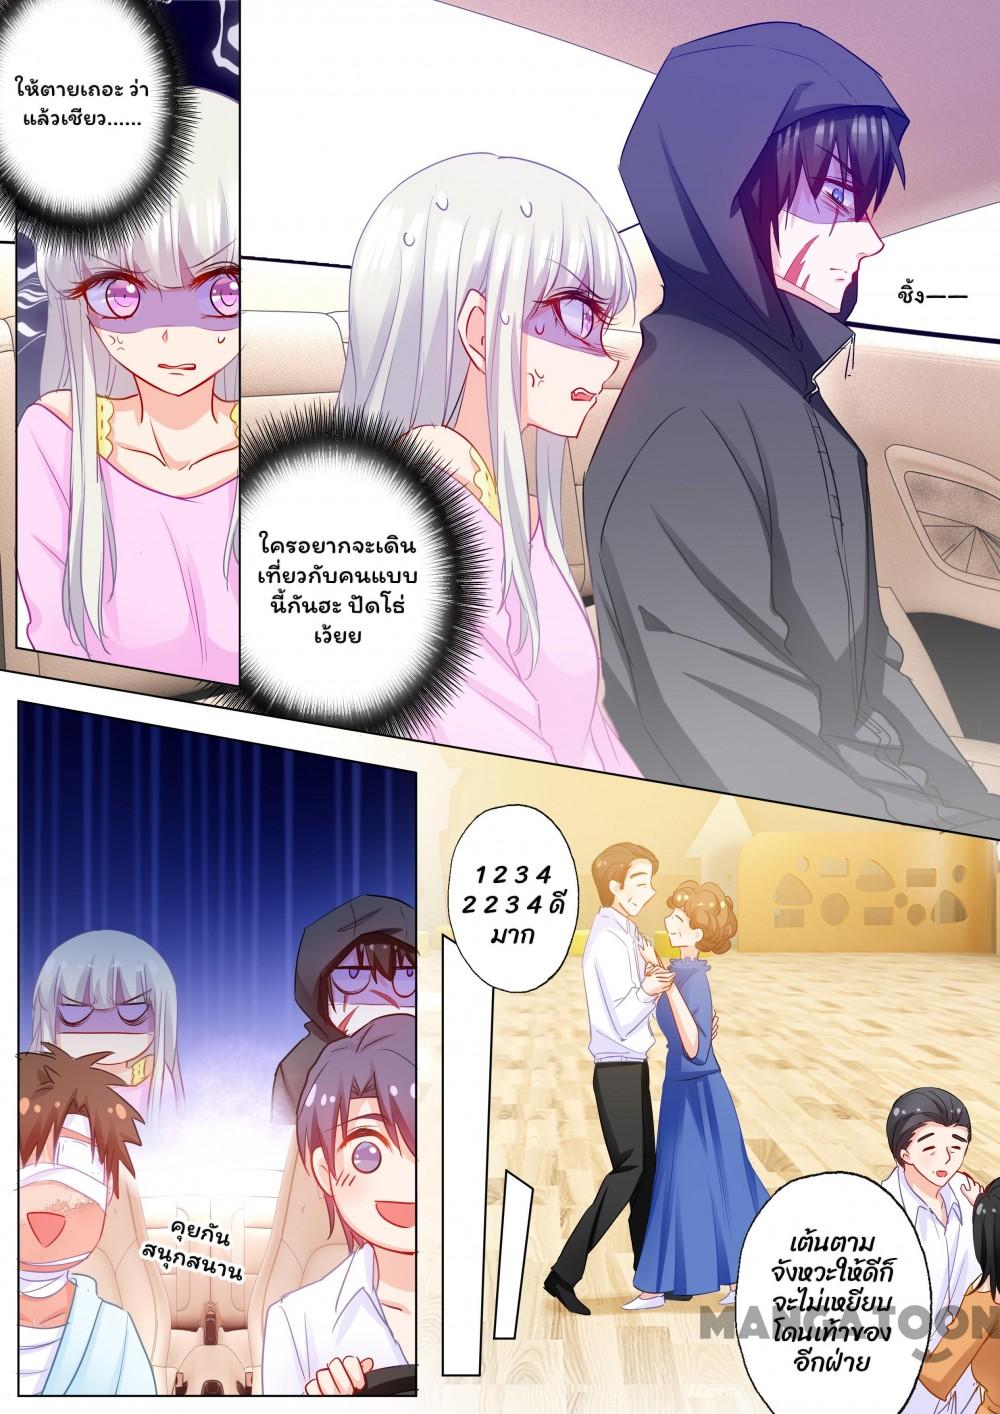 ให้ตายเถอะ ว่า
แล้วเชียว......
ชิ้ง——
ใครอยากจะเดิน
เที่ยวกับคนแบบ
นี้กันฮะ ปัดโธ่
เว้ยย
1 2 3 4
2 2 3 4 ดี
มาก
คุยกัน
สนุกสนาน
เต้นตาม
จังหวะให้ดีก็
จะไม่เหยียบ
โดนเท้าของ
อีกฝ่าย
MANGATOON